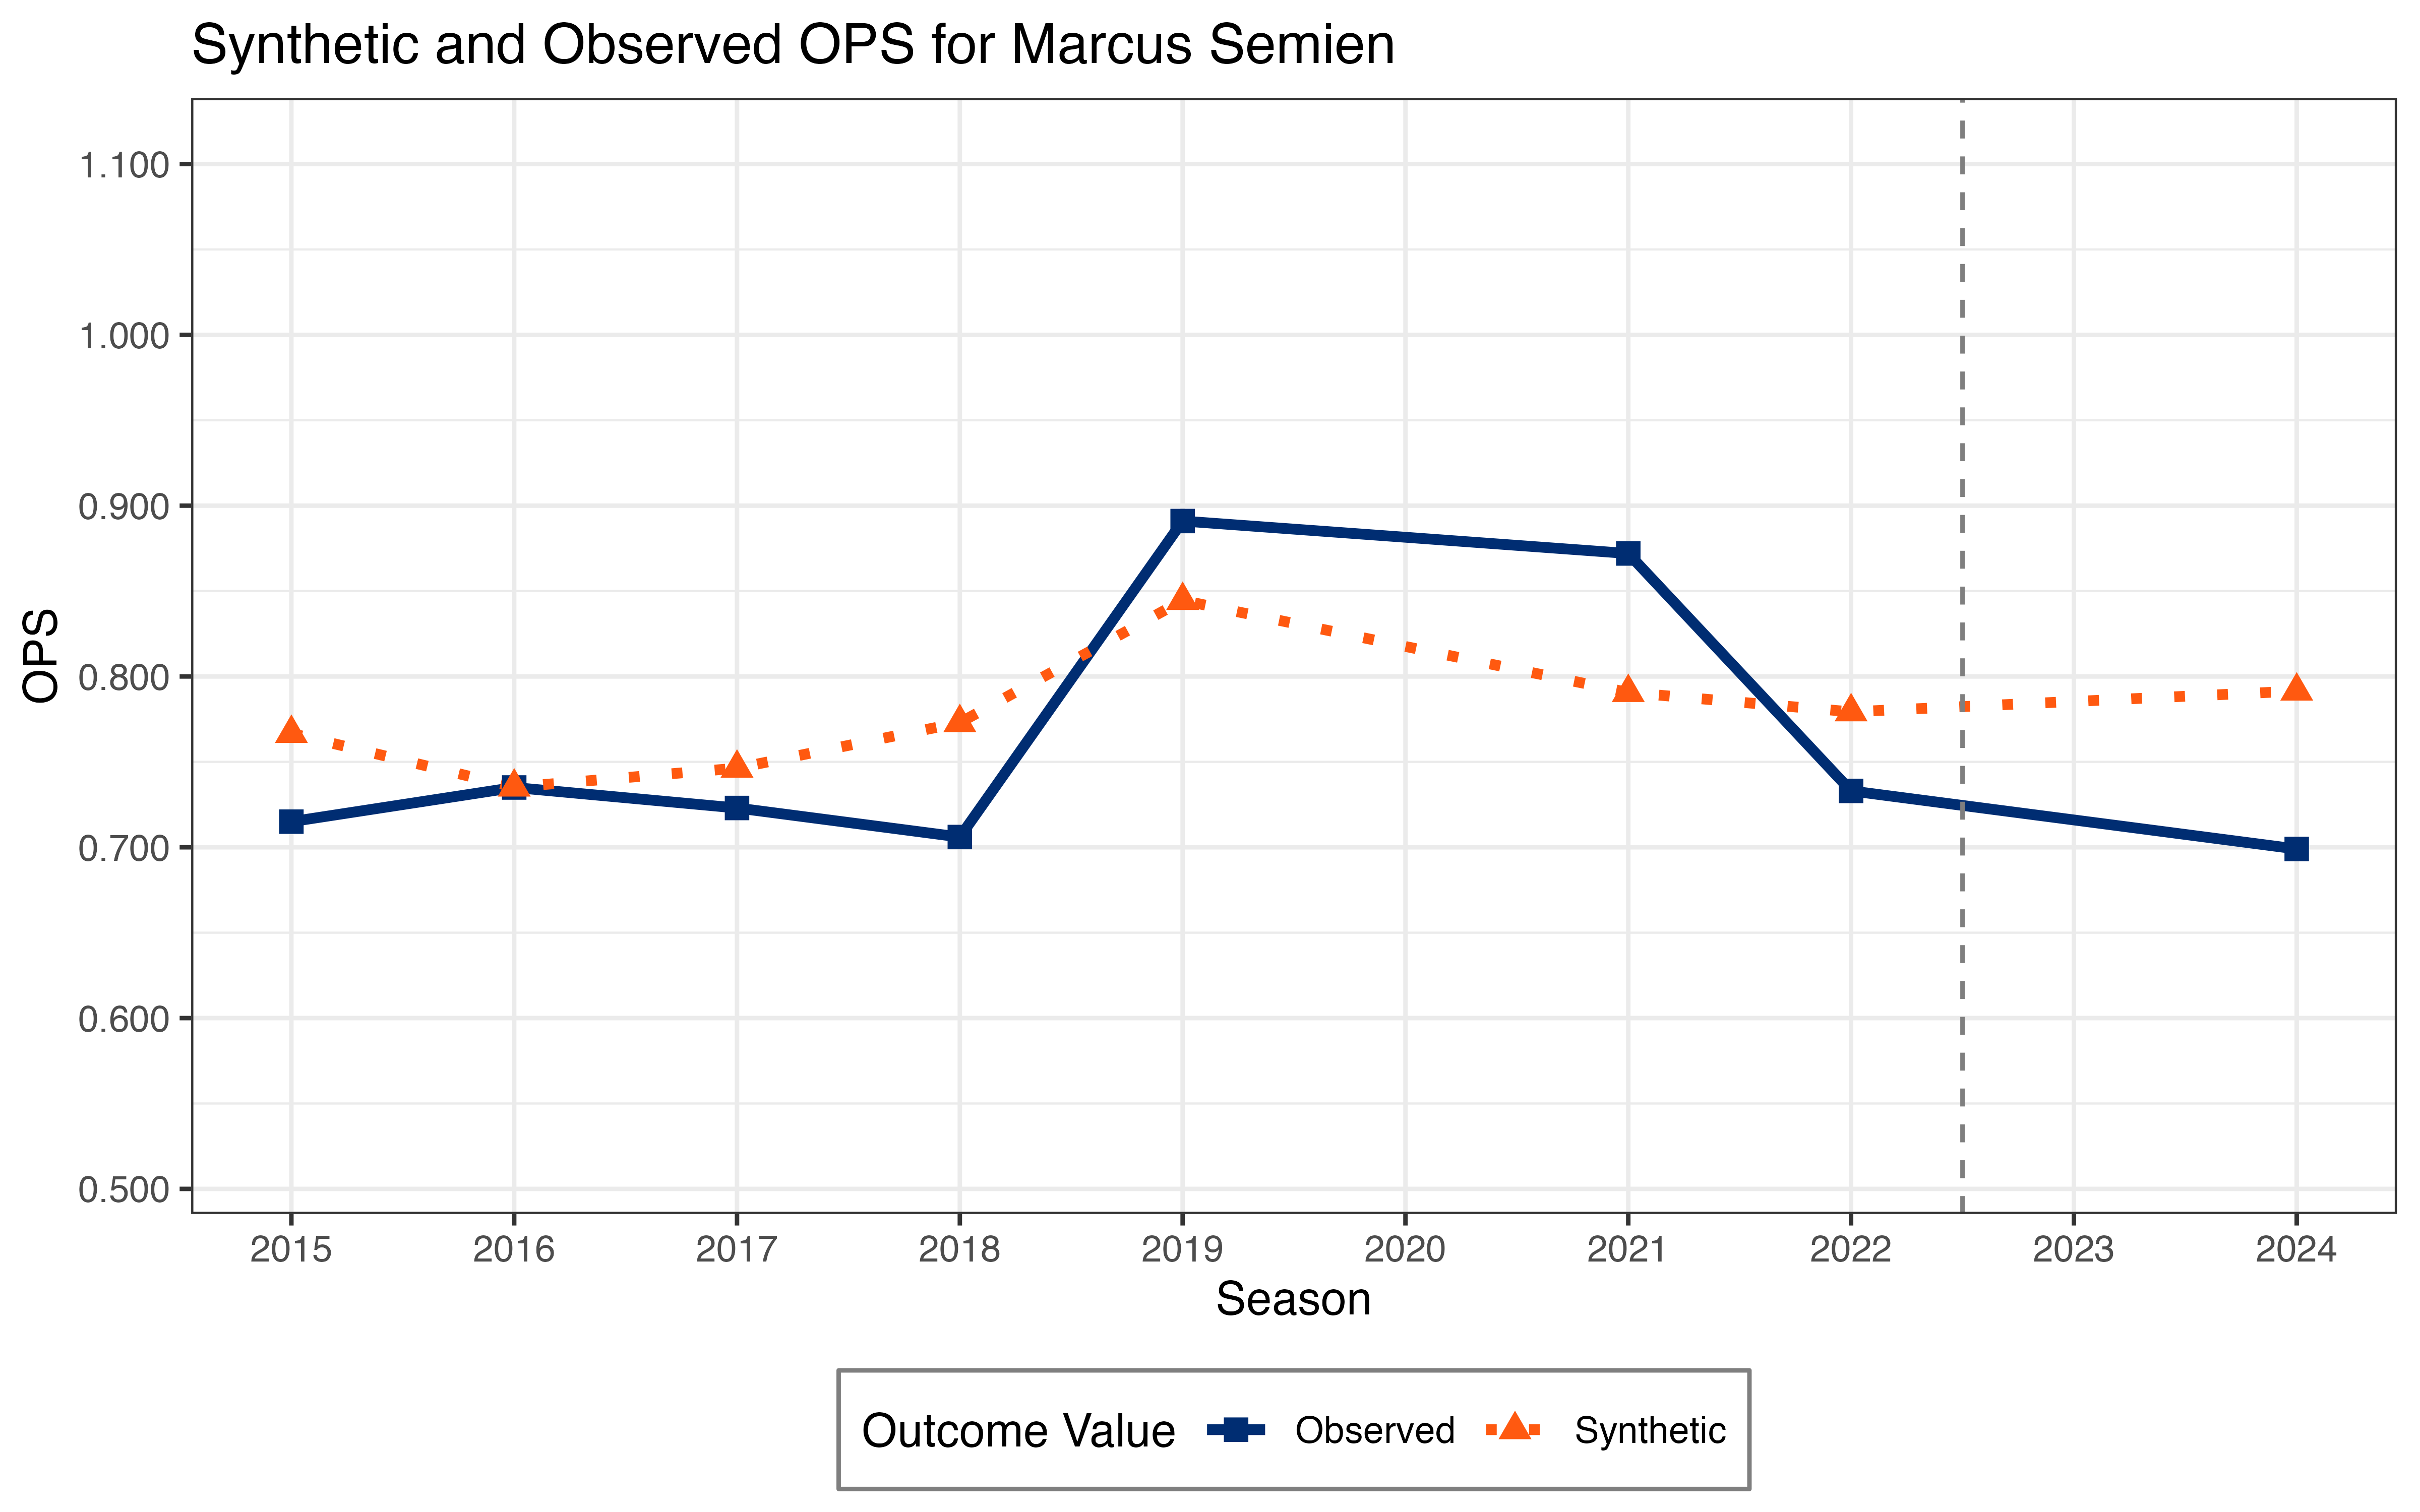 Synthetic and Observed OPS for Marcus Semien
OPS
1.100
1.000
0.900
0.800
0.700
0.600
0.500
2015 2016 2017 2018 2019 2020 2021 2022 2023 2024
Season
Outcome Value Observed Synthetic